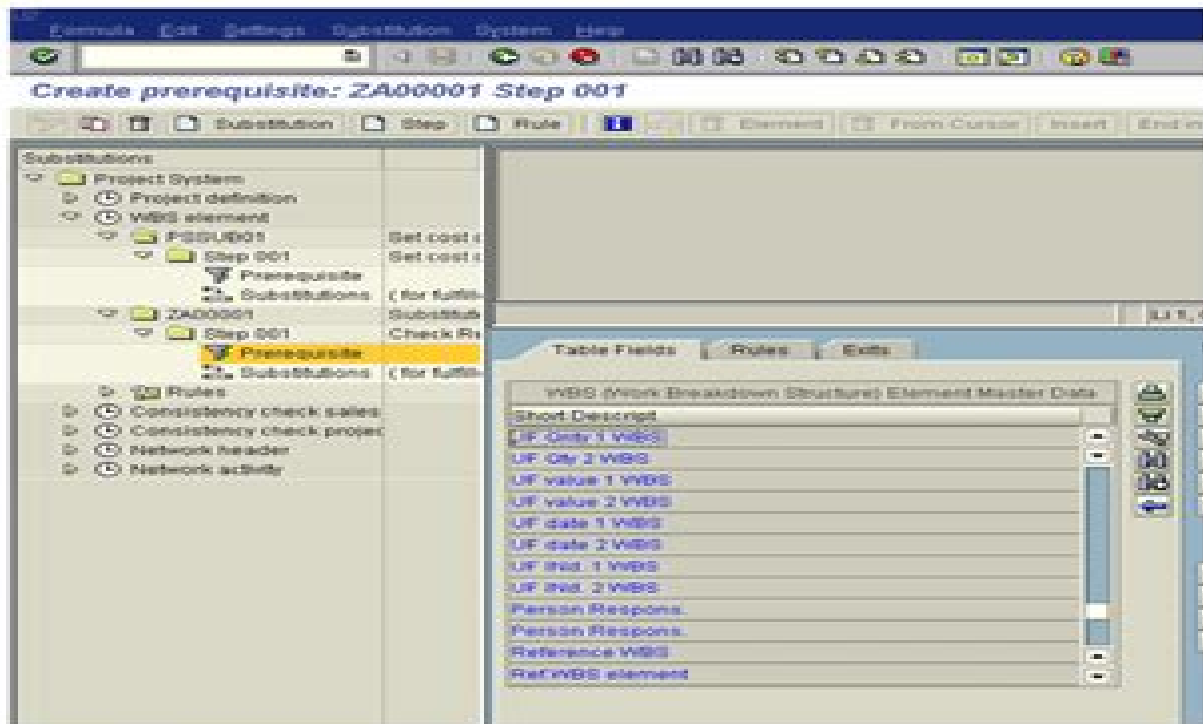 Formula Edit Settings Substitution System Help
Create prerequisite: ZA00001 Step 001
Substitution Step Rule Element From Cursor Insert
Substitutions
Project System
Project definition
WBS element
PSSUB01 Set cost
Step 001 Set cost
Prerequisite
Substitutions (for fulfill
ZA00001 Substitut
Step 001 Check
Prerequisite
Substitutions (for fulfill
Rules
Consistency check sales
Consistency check projec
Network header
Network activity
Table Fields Rules Exits
WBS (Work Breakdown Structure) Element Master Data
Short Descript.
UF Qnty 1 WBS
UF Qty 2 WBS
UF value 1 WBS
UF value 2 WBS
UF date 1 WBS
UF date 2 WBS
UF iNd. 1 WBS
UF iNd. 2 WBS
Person Respons.
Person Respons.
Reference WBS
Ref.WBS element